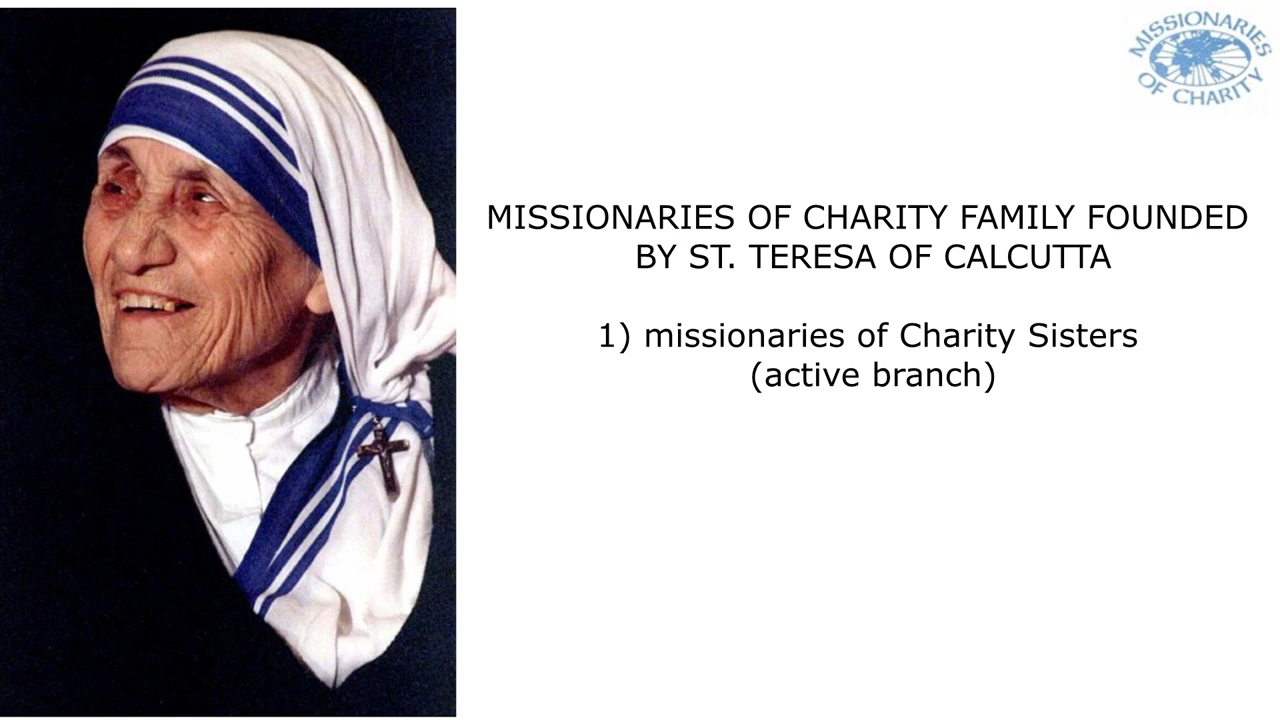 MISSIONARIES
OF CHARITY
MISSIONARIES OF CHARITY FAMILY FOUNDED
BY ST. TERESA OF CALCUTTA
1) missionaries of Charity Sisters
(active branch)